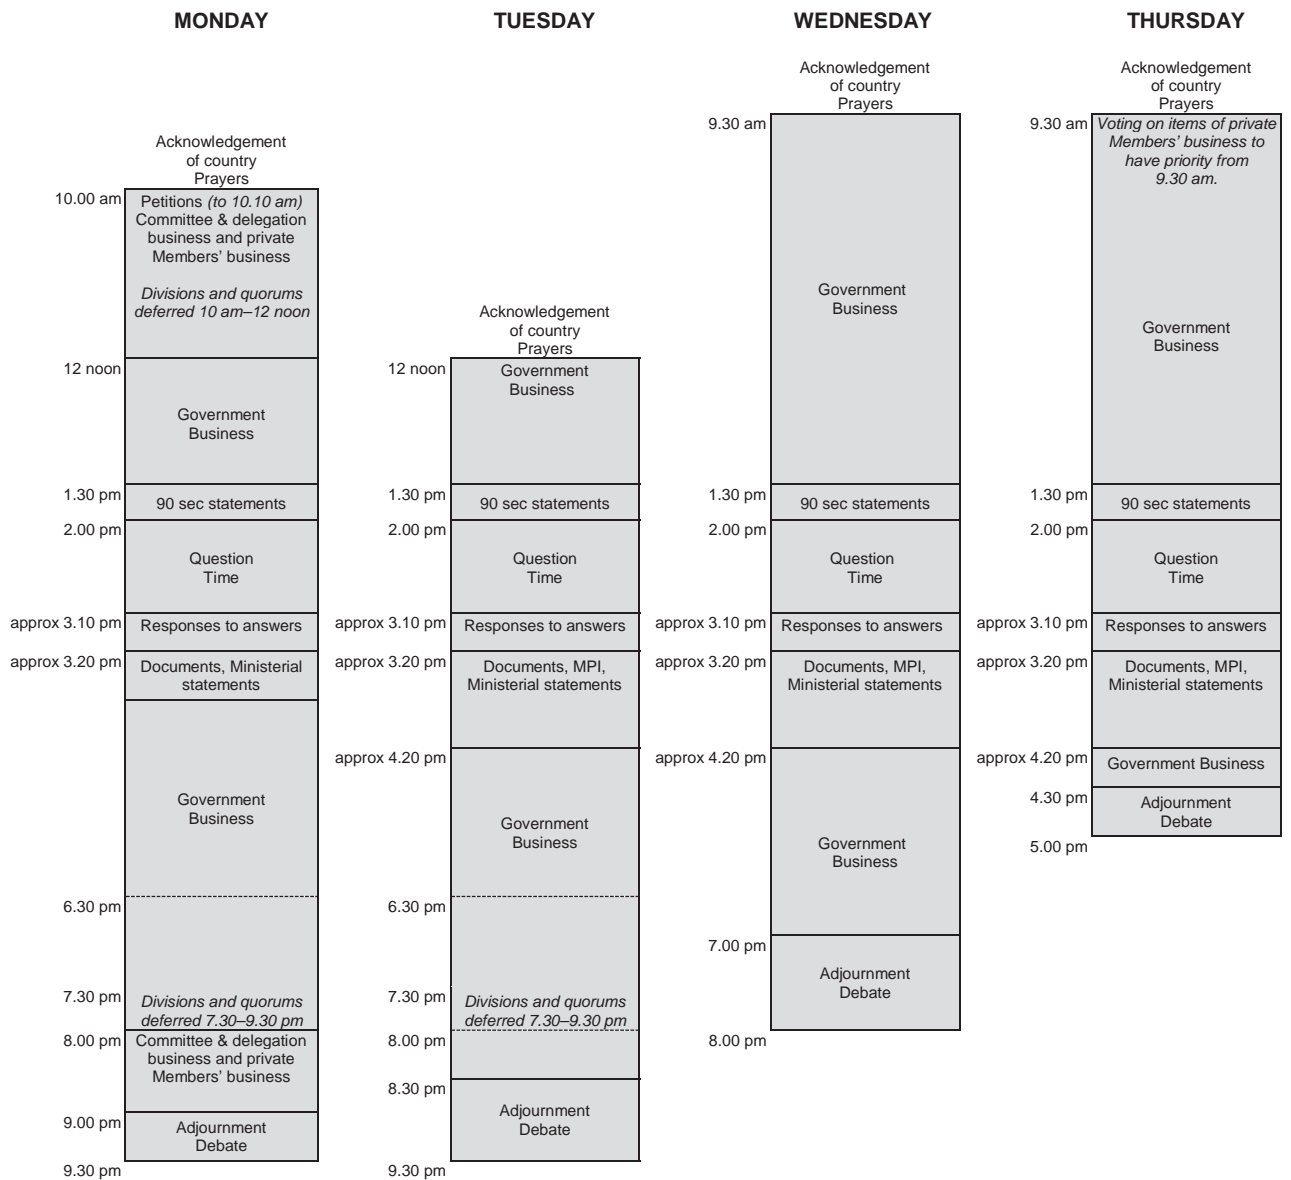 MONDAY
Acknowledgement
of country
Prayers
10.00 am
Petitions (to 10.10 am)
Committee & delegation
business and private
Members' business
Divisions and quorums
deferred 10 am–12 noon
12 noon
Government
Business
1.30 pm
90 sec statements
2.00 pm
Question
Time
approx 3.10 pm
Responses to answers
approx 3.20 pm
Documents, Ministerial
statements
Government
Business
6.30 pm
7.30 pm
Divisions and quorums
deferred 7.30–9.30 pm
8.00 pm
Committee & delegation
business and private
Members' business
9.00 pm
Adjournment
Debate
9.30 pm
TUESDAY
Acknowledgement
of country
Prayers
12 noon
Government
Business
1.30 pm
90 sec statements
2.00 pm
Question
Time
approx 3.10 pm
Responses to answers
approx 3.20 pm
Documents, MPI,
Ministerial statements
approx 4.20 pm
Government
Business
6.30 pm
7.30 pm
Divisions and quorums
deferred 7.30–9.30 pm
8.00 pm
8.30 pm
Adjournment
Debate
9.30 pm
WEDNESDAY
Acknowledgement
of country
Prayers
9.30 am
Government
Business
1.30 pm
90 sec statements
2.00 pm
Question
Time
approx 3.10 pm
Responses to answers
approx 3.20 pm
Documents, MPI,
Ministerial statements
approx 4.20 pm
Government
Business
7.00 pm
Adjournment
Debate
8.00 pm
THURSDAY
Acknowledgement
of country
Prayers
9.30 am
Voting on items of private
Members' business to
have priority from
9.30 am.
Government
Business
1.30 pm
90 sec statements
2.00 pm
Question
Time
approx 3.10 pm
Responses to answers
approx 3.20 pm
Documents, MPI,
Ministerial statements
approx 4.20 pm
Government Business
4.30 pm
Adjournment
Debate
5.00 pm